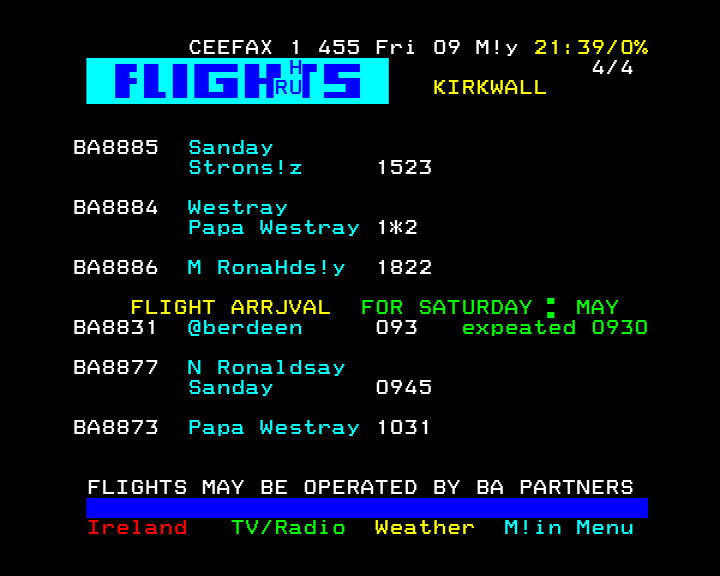 CEEFAX 1 455 Fri 09 M!y 21:39/0%
4/4
FLIGHTS KIRKWALL
BA8885 Sanday
Strons!z 1523
BA8884 Westray
Papa Westray 1*2
BA8886 M RonaHds!y 1822
FLIGHT ARRJVAL FOR SATURDAY MAY
BA8831 @berdeen 093 expeated 0930
BA8877 N Ronaldsay
Sanday 0945
BA8873 Papa Westray 1031
FLIGHTS MAY BE OPERATED BY BA PARTNERS
Ireland TV/Radio Weather M!in Menu